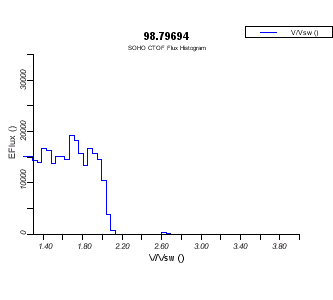 98.79694
V/Vsw ()
SOHO CTOF Flux Histogram
EFlux ()
30000
20000
10000
0
1.40 1.80 2.20 2.60 3.00 3.40 3.80
V/Vsw ()